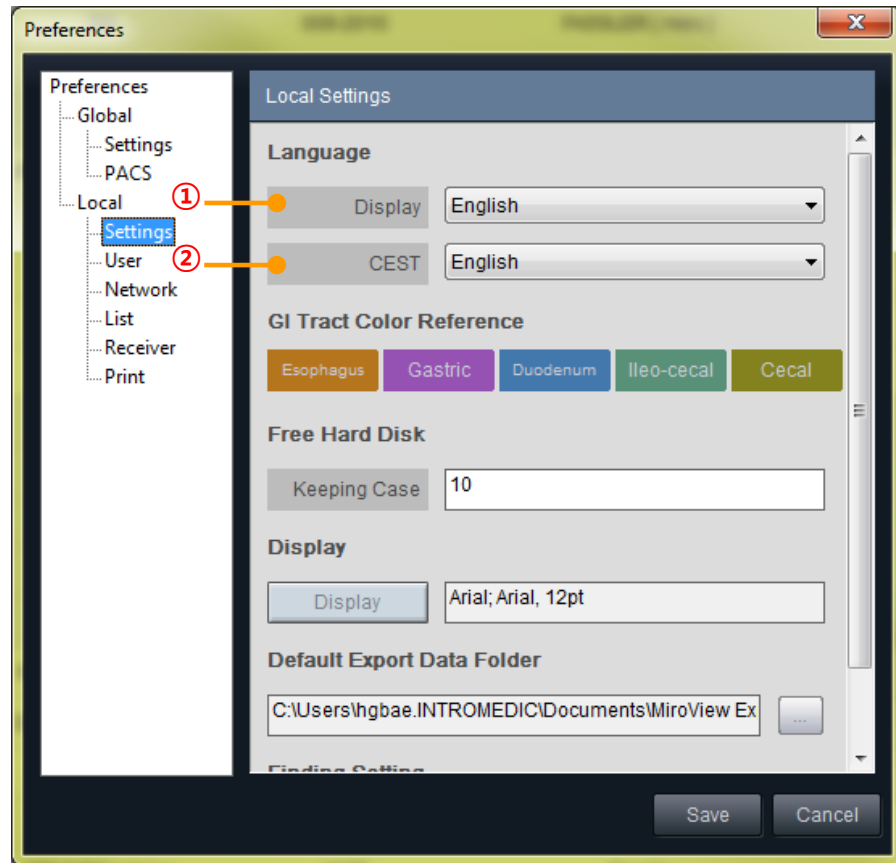 Preferences
Preferences
Global
Settings
PACS
Local
Settings
User
Network
List
Receiver
Print
Local Settings
Language
① Display English
② CEST English
GI Tract Color Reference
Esophagus Gastric Duodenum Ileo-cecal Cecal
Free Hard Disk
Keeping Case 10
Display
Display Arial; Arial, 12pt
Default Export Data Folder
C:\Users\hgbae.INTROMEDIC\Documents\MiroView Ex ...
Finding Setting
Save Cancel